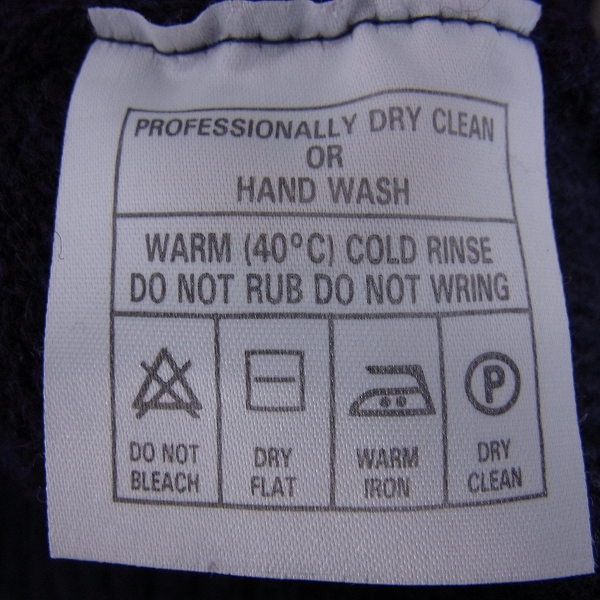 PROFESSIONALLY DRY CLEAN
OR
HAND WASH
WARM (40°C) COLD RINSE
DO NOT RUB DO NOT WRING
DO NOT
BLEACH
DRY
FLAT
WARM
IRON
P
DRY
CLEAN